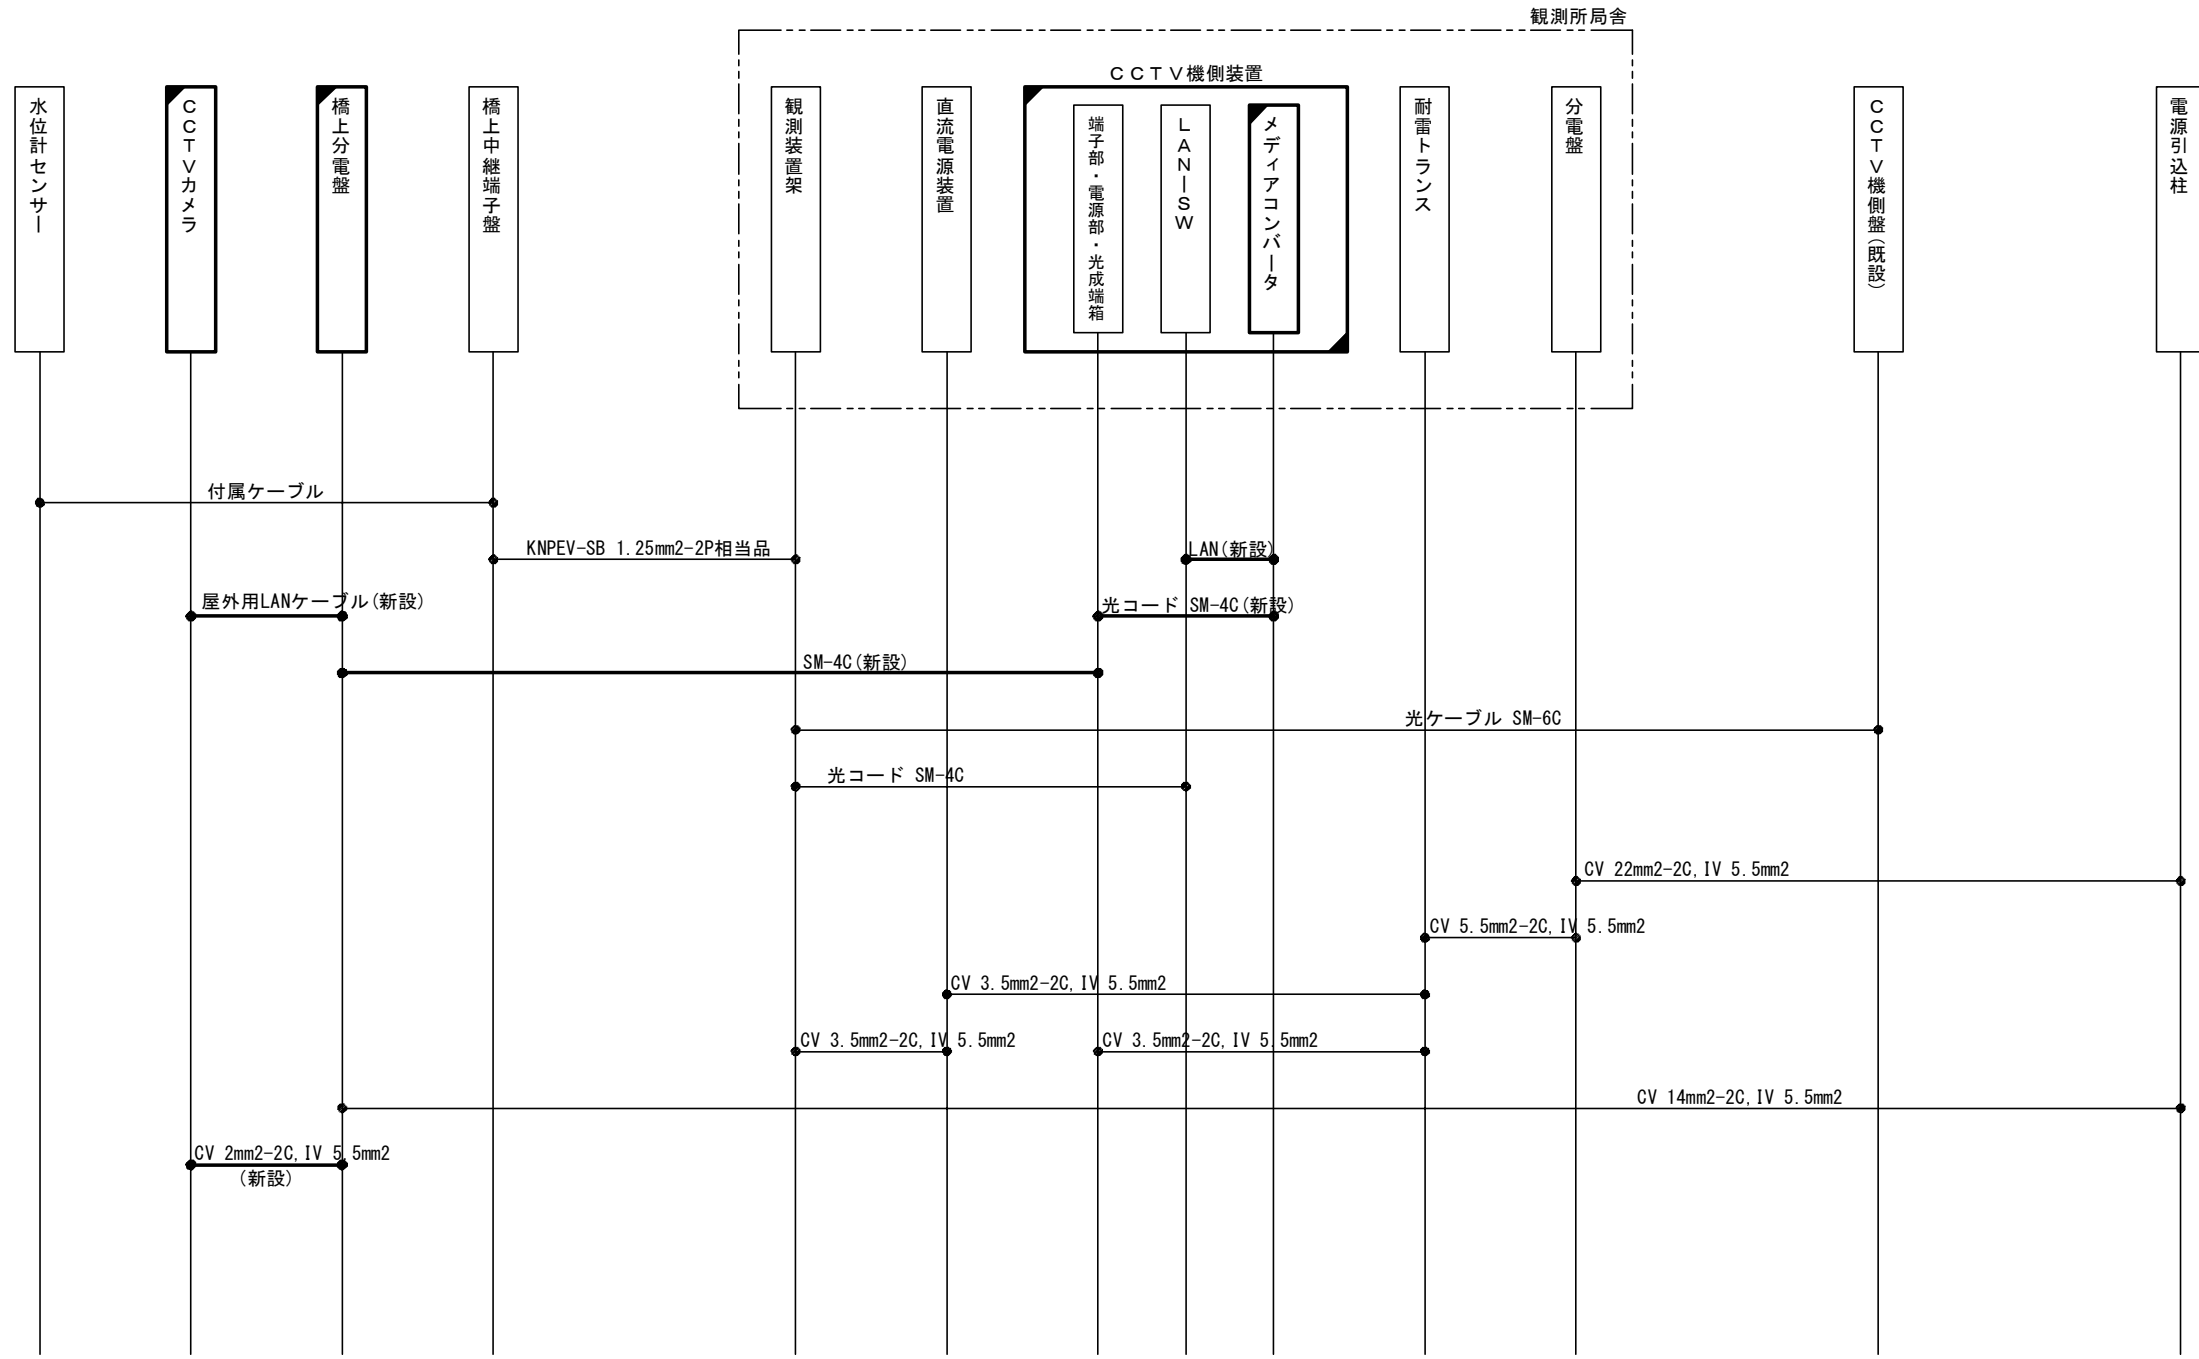 観測所局舎
CCTV機側装置
水位計センサー
CCTVカメラ
橋上分電盤
橋上中継端子盤
観測装置架
直流電源装置
端子部・電源部・光成端箱
LAN-SW
メディアコンバータ
耐雷トランス
分電盤
CCTV機側盤(既設)
電源引込柱
付属ケーブル
KNPEV-SB 1.25mm2-2P相当品
LAN(新設)
屋外用LANケーブル(新設)
光コード SM-4C(新設)
SM-4C(新設)
光ケーブル SM-6C
光コード SM-4C
CV 22mm2-2C,IV 5.5mm2
CV 5.5mm2-2C,IV 5.5mm2
CV 3.5mm2-2C,IV 5.5mm2
CV 3.5mm2-2C,IV 5.5mm2
CV 3.5mm2-2C,IV 5.5mm2
CV 14mm2-2C,IV 5.5mm2
CV 2mm2-2C,IV 5.5mm2
(新設)